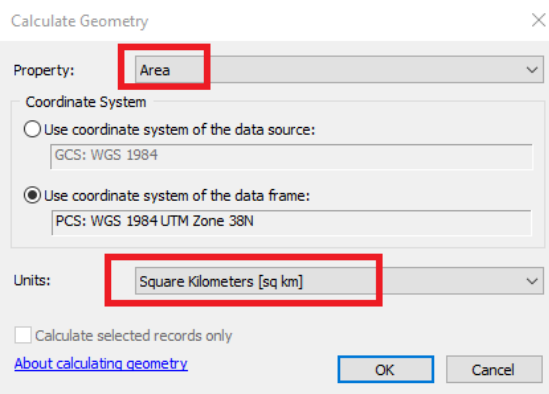 Calculate Geometry
Property: Area
Coordinate System
Use coordinate system of the data source:
GCS: WGS 1984
Use coordinate system of the data frame:
PCS: WGS 1984 UTM Zone 38N
Units: Square Kilometers [sq km]
Calculate selected records only
About calculating geometry OK Cancel